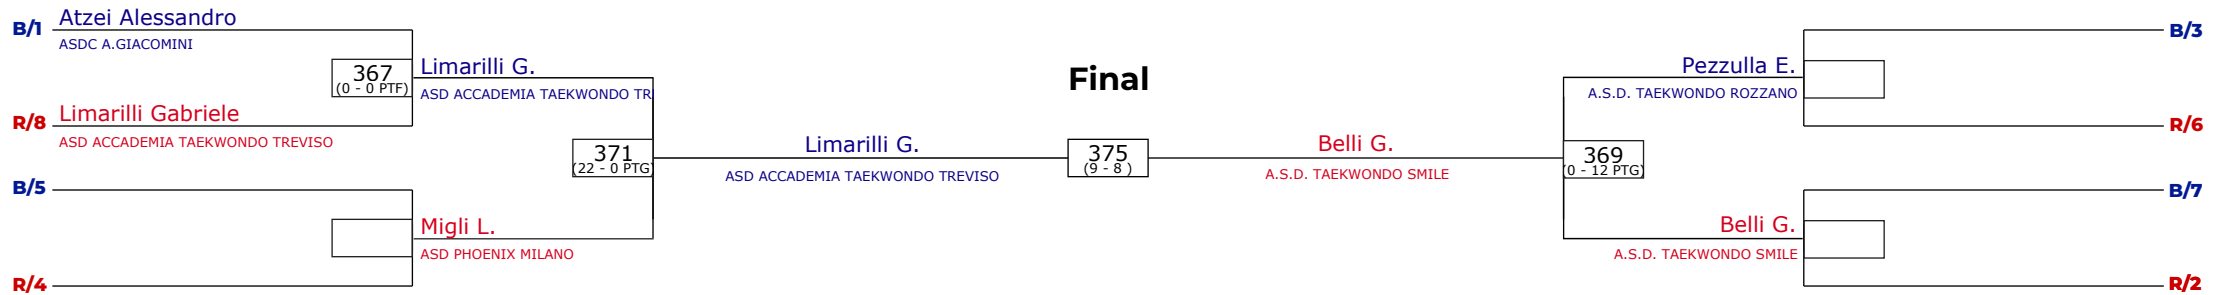 B/1
Atzei Alessandro
ASDC A.GIACOMINI
367
(0 - 0 PTF)
R/8
Limarilli Gabriele
ASD ACCADEMIA TAEKWONDO TREVISO
Limarilli G.
ASD ACCADEMIA TAEKWONDO TR
371
(22 - 0 PTG)
B/5
R/4
Migli L.
ASD PHOENIX MILANO
Final
Limarilli G.
ASD ACCADEMIA TAEKWONDO TREVISO
375
(9 - 8 )
Belli G.
A.S.D. TAEKWONDO SMILE
Pezzulla E.
A.S.D. TAEKWONDO ROZZANO
369
(0 - 12 PTG)
Belli G.
A.S.D. TAEKWONDO SMILE
B/3
R/6
B/7
R/2